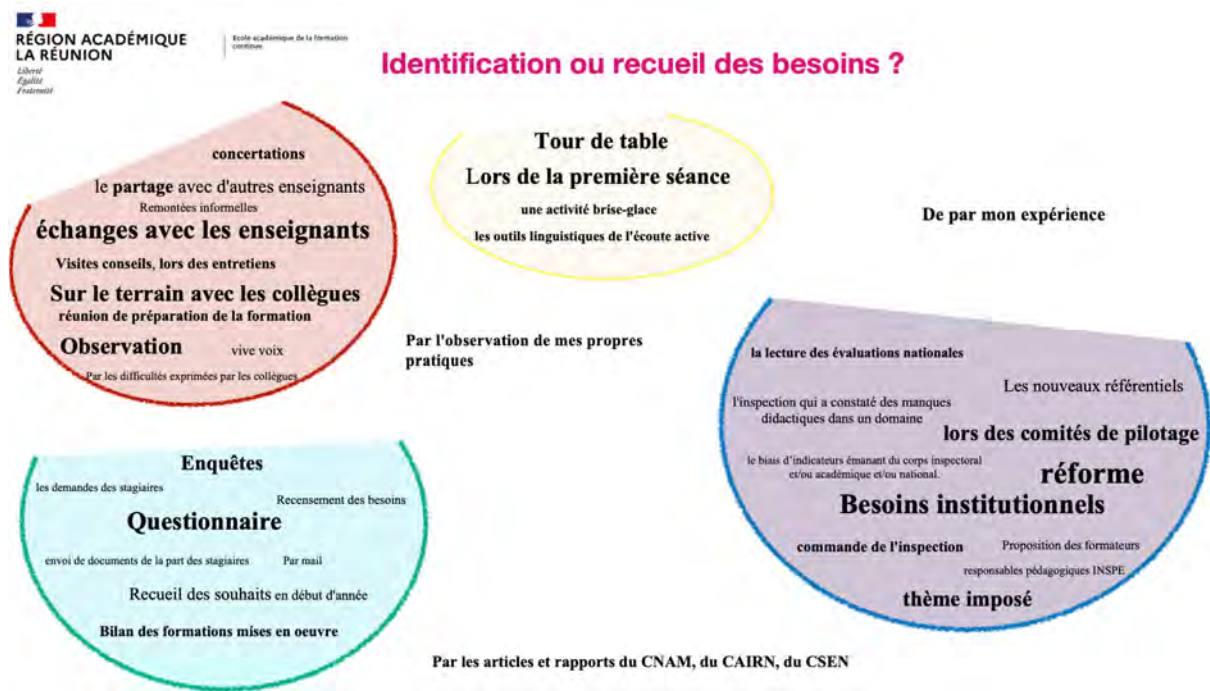 RÉGION ACADÉMIQUE
LA RÉUNION
Liberté
Égalité
Fraternité
Ecole académique de la formation
continue
Identification ou recueil des besoins ?
concertations
le partage avec d'autres enseignants
Remontées informelles
échanges avec les enseignants
Visites conseils, lors des entretiens
Sur le terrain avec les collègues
réunion de préparation de la formation
Observation
vive voix
Par les difficultés exprimées par les collègues
Tour de table
Lors de la première séance
une activité brise-glace
les outils linguistiques de l'écoute active
De par mon expérience
Par l'observation de mes propres
pratiques
la lecture des évaluations nationales
Les nouveaux référentiels
l'inspection qui a constaté des manques
didactiques dans un domaine
lors des comités de pilotage
le biais d'indicateurs émanant du corps inspectoral
et/ou académique et/ou national.
réforme
Besoins institutionnels
commande de l'inspection
Proposition des formateurs
responsables pédagogiques INSPE
thème imposé
Enquêtes
les demandes des stagiaires
Recensement des besoins
Questionnaire
envoi de documents de la part des stagiaires
Par mail
Recueil des souhaits en début d'année
Bilan des formations mises en oeuvre
Par les articles et rapports du CNAM, du CAIRN, du CSEN